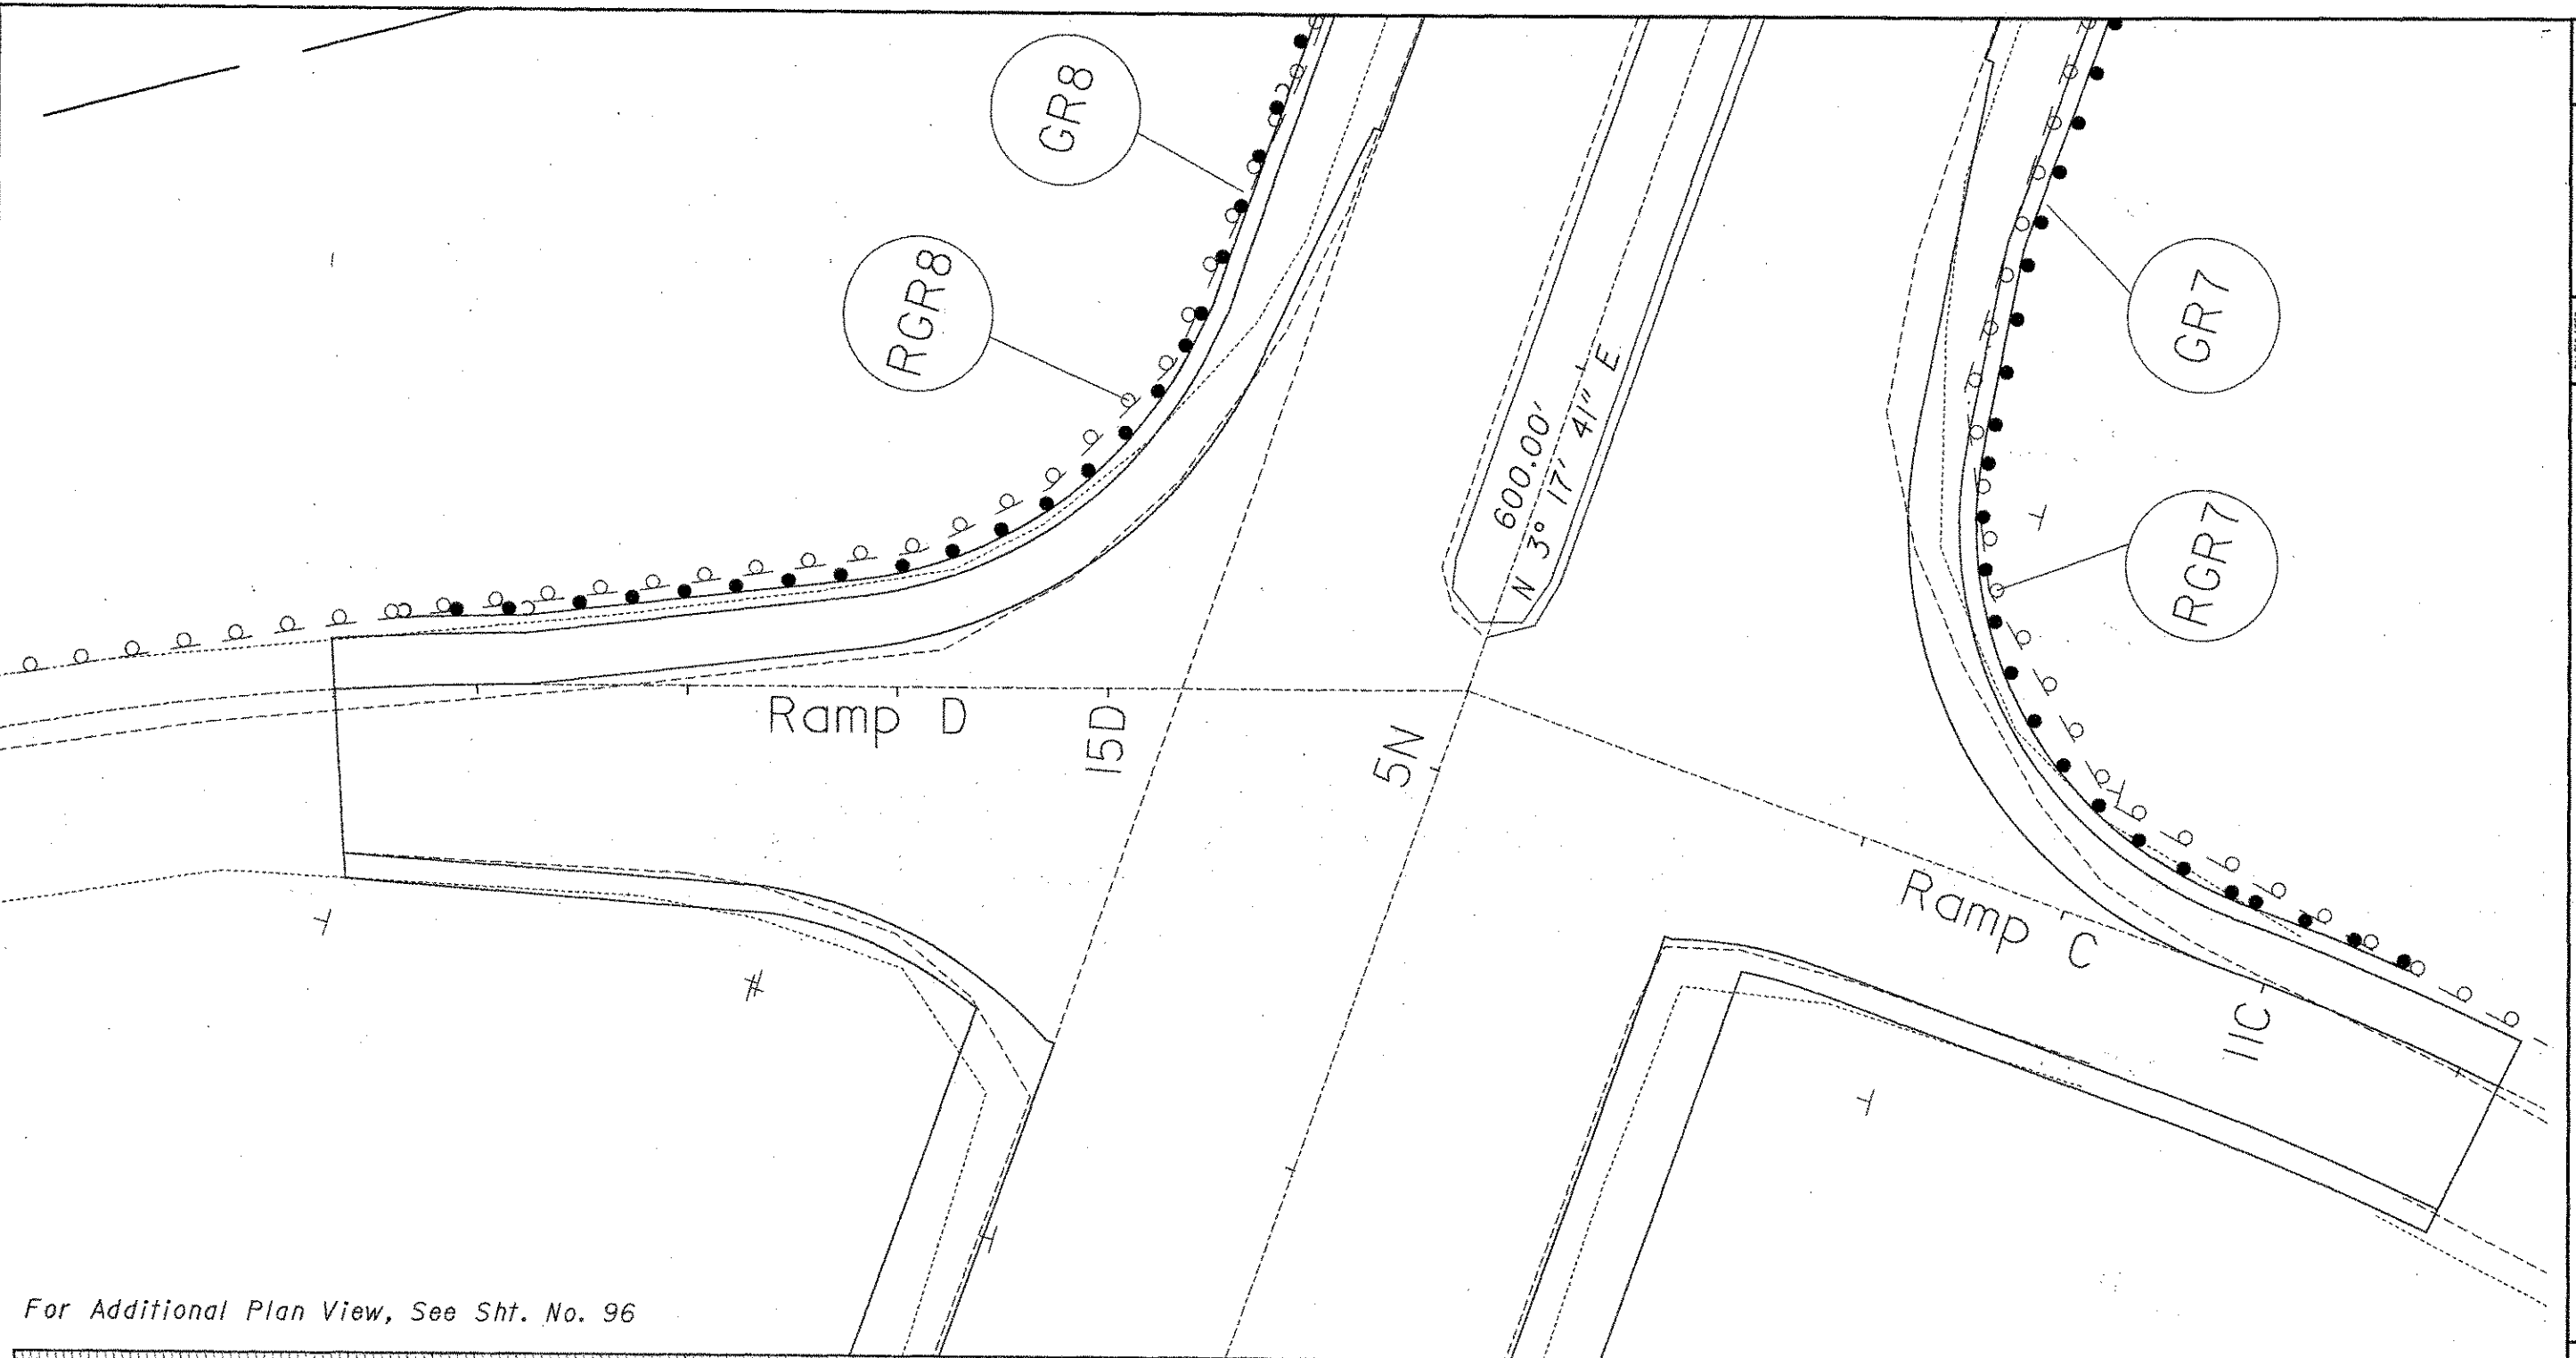 GR8
RGR8
GR7
RGR7
600.00'
N 3° 17' 41" E
Ramp D
15D
5N
Ramp C
11C
For Additional Plan View, See Sht. No. 96